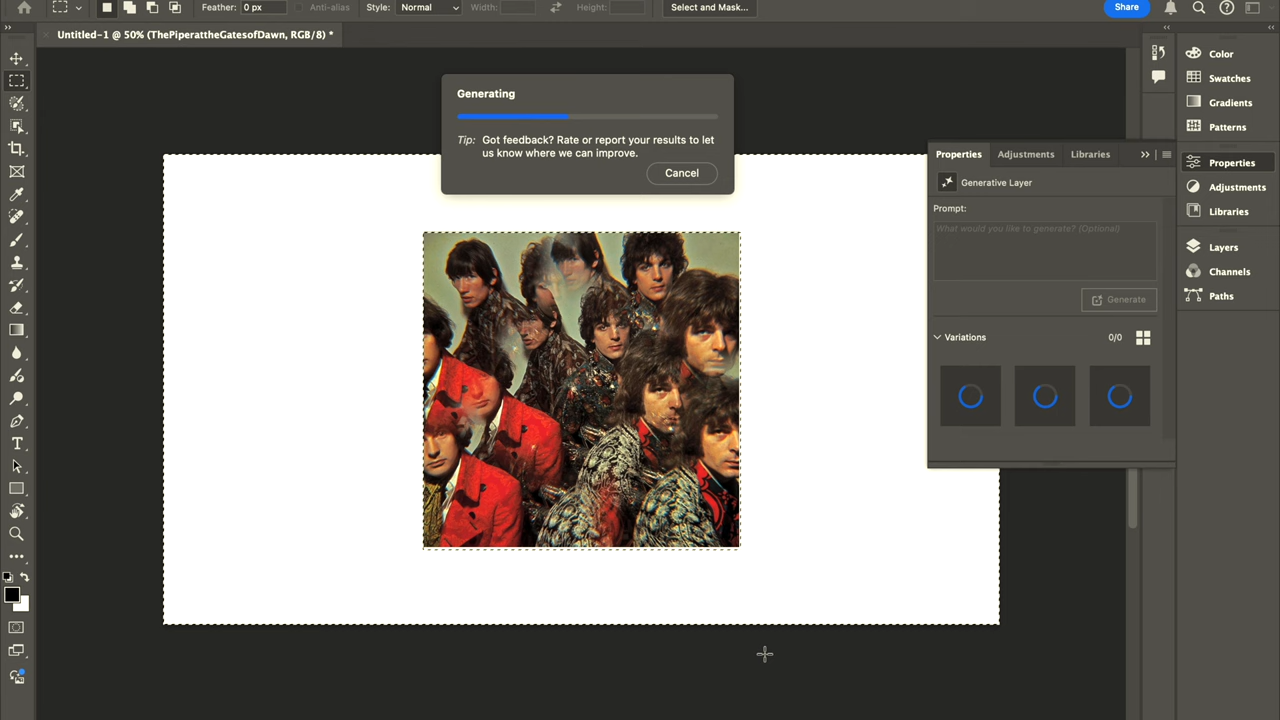 Feather: 0 px Anti-alias Style: Normal Width: Height: Select and Mask... Share
Untitled-1 @ 50% (ThePiperattheGatesofDawn, RGB/8) *
Generating
Tip: Got feedback? Rate or report your results to let
us know where we can improve.
Cancel
Properties Adjustments Libraries
Generative Layer
Prompt:
What would you like to generate? (Optional)
Generate
Variations 0/0
Color
Swatches
Gradients
Patterns
Properties
Adjustments
Libraries
Layers
Channels
Paths